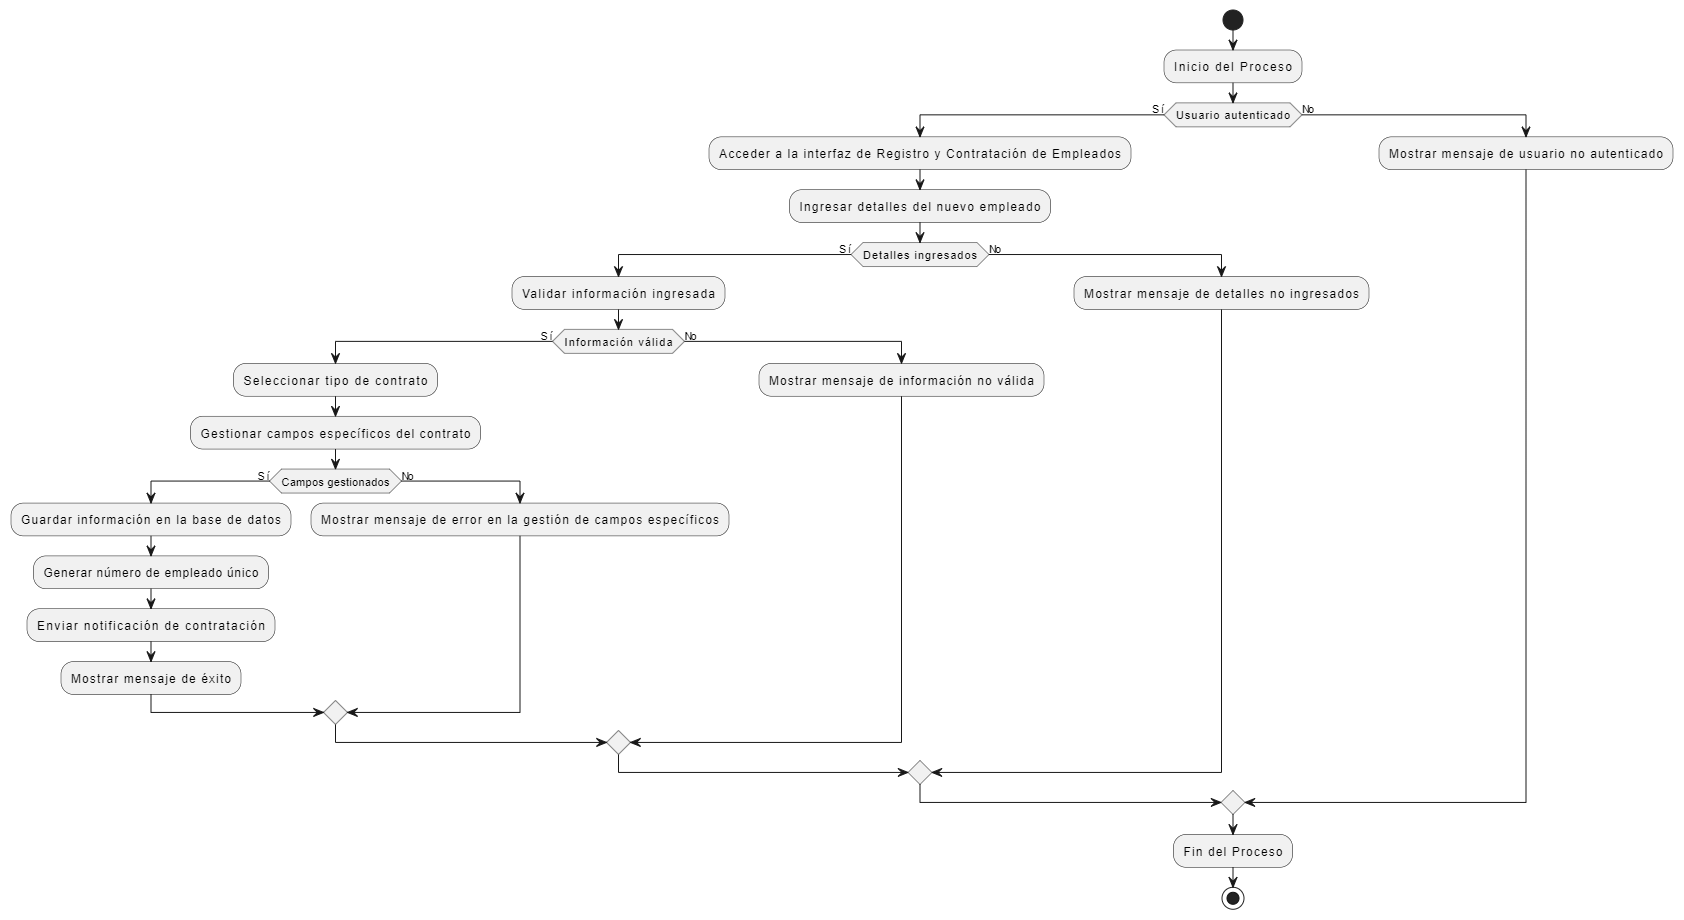 Inicio del Proceso
Sí
Usuario autenticado
No
Acceder a la interfaz de Registro y Contratación de Empleados
Mostrar mensaje de usuario no autenticado
Ingresar detalles del nuevo empleado
Sí
Detalles ingresados
No
Validar información ingresada
Mostrar mensaje de detalles no ingresados
Sí
Información válida
No
Seleccionar tipo de contrato
Mostrar mensaje de información no válida
Gestionar campos específicos del contrato
Sí
Campos gestionados
No
Guardar información en la base de datos
Mostrar mensaje de error en la gestión de campos específicos
Generar número de empleado único
Enviar notificación de contratación
Mostrar mensaje de éxito
Fin del Proceso